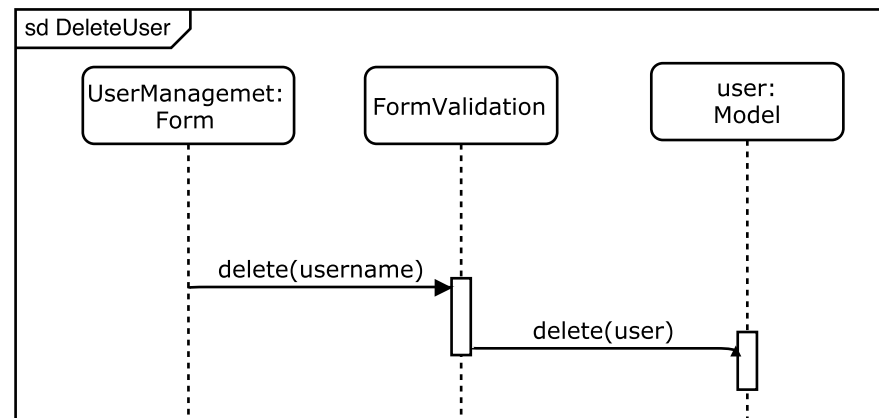 sd DeleteUser
UserManagemet:
Form
FormValidation
user:
Model
delete(username)
delete(user)